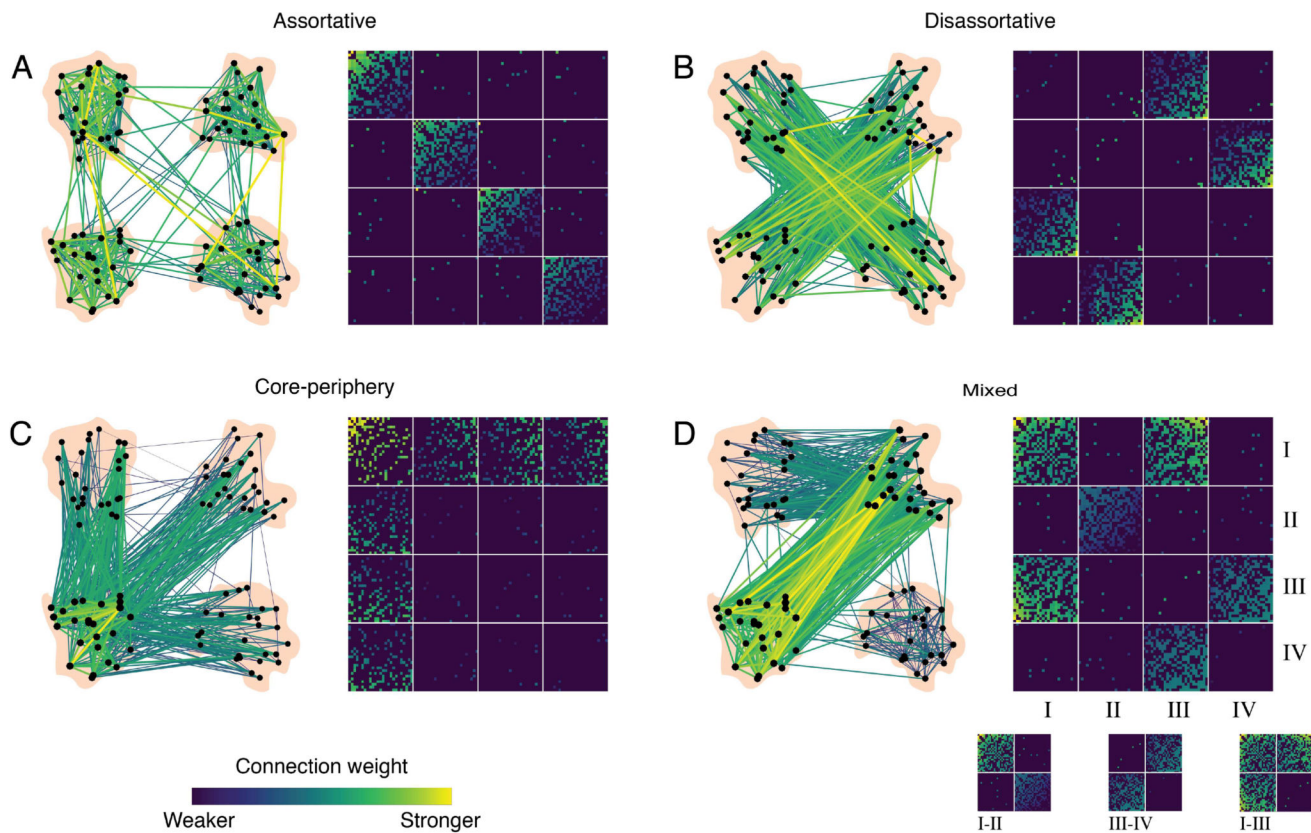 Assortative
Disassortative
A
B
Core-periphery
Mixed
C
D
I
II
III
IV
I II III IV
Connection weight
Weaker Stronger
I-II III-IV I-III